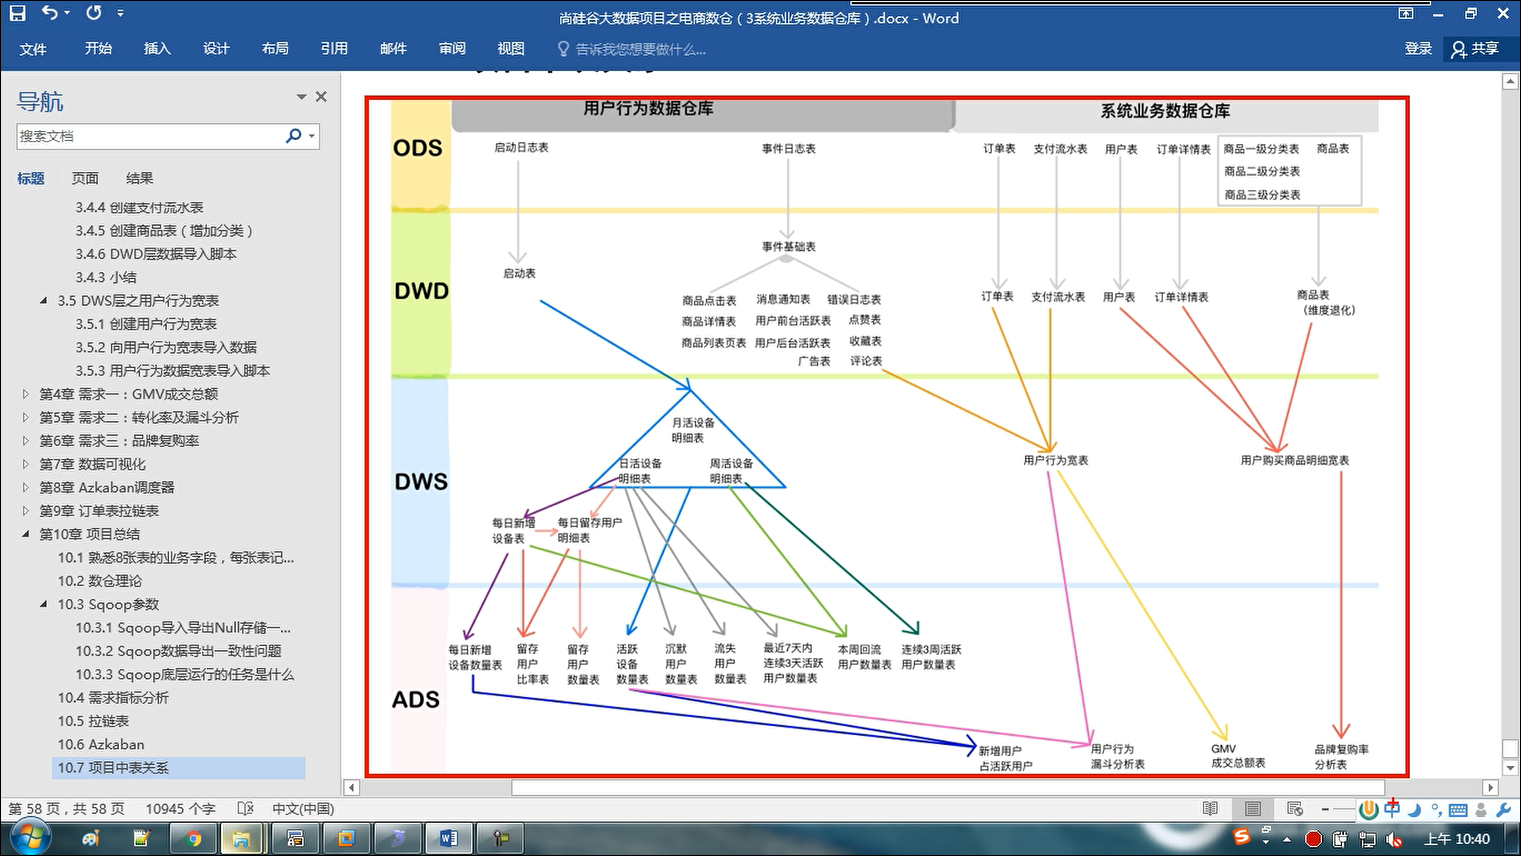 尚硅谷大数据项目之电商数仓（3系统业务数据仓库）.docx - Word
文件 开始 插入 设计 布局 引用 邮件 审阅 视图 告诉我您想要做什么... 登录 共享
导航
搜索文档
标题 页面 结果
3.4.4 创建支付流水表
3.4.5 创建商品表（增加分类）
3.4.6 DWD层数据导入脚本
3.4.3 小结
3.5 DWS层之用户行为宽表
3.5.1 创建用户行为宽表
3.5.2 向用户行为宽表导入数据
3.5.3 用户行为数据宽表导入脚本
第4章 需求一：GMV成交总额
第5章 需求二：转化率及漏斗分析
第6章 需求三：品牌复购率
第7章 数据可视化
第8章 Azkaban调度器
第9章 订单表拉链表
第10章 项目总结
10.1 熟悉8张表的业务字段，每张表记...
10.2 数仓理论
10.3 Sqoop参数
10.3.1 Sqoop导入导出Null存储一...
10.3.2 Sqoop数据导出一致性问题
10.3.3 Sqoop底层运行的任务是什么
10.4 需求指标分析
10.5 拉链表
10.6 Azkaban
10.7 项目中表关系
用户行为数据仓库 系统业务数据仓库
ODS
启动日志表 事件日志表 订单表 支付流水表 用户表 订单详情表 商品一级分类表 商品表
商品二级分类表
商品三级分类表
DWD
事件基础表
启动表
商品点击表 消息通知表 错误日志表
商品详情表 用户前台活跃表 点赞表
商品列表页表 用户后台活跃表 收藏表
广告表 评论表
订单表 支付流水表 用户表 订单详情表 商品表
（维度退化）
DWS
月活设备
明细表
日活设备
明细表
周活设备
明细表
用户行为宽表 用户购买商品明细宽表
每日新增
设备表
每日留存用户
明细表
ADS
每日新增
设备数量表
留存
用户
比率表
留存
用户
数量表
活跃
设备
数量表
沉默
用户
数量表
流失
用户
数量表
最近7天内
连续3天活跃
用户数量表
本周回流
用户数量表
连续3周活跃
用户数量表
新增用户
占活跃用户
用户行为
漏斗分析表
GMV
成交总额表
品牌复购率
分析表
第 58 页，共 58 页 10945 个字 中文(中国)
中
上午 10:40